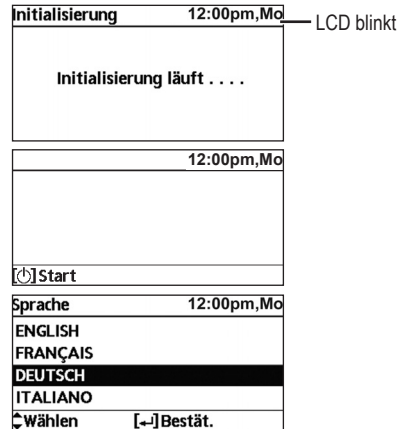 Initialisierung 12:00pm,Mo
LCD blinkt
Initialisierung läuft . . . .
12:00pm,Mo
[⏻]Start
Sprache 12:00pm,Mo
ENGLISH
FRANÇAIS
DEUTSCH
ITALIANO
Wählen [↵]Bestät.